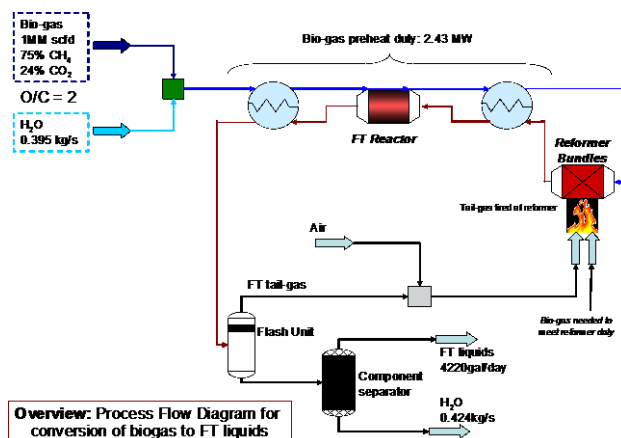 Bio-gas
1MM scfd
75% CH4
24% CO2
O/C = 2
H2O
0.395 kg/s
Bio-gas preheat duty: 2.43 MW
FT Reactor
Reformer
Bundles
Tail-gas fired at reformer
Air
FT tail-gas
Bio-gas needed to
meet reformer duty
Flash Unit
FT liquids
4220gal/day
Component
separator
H2O
0.424kg/s
Overview: Process Flow Diagram for
conversion of biogas to FT liquids